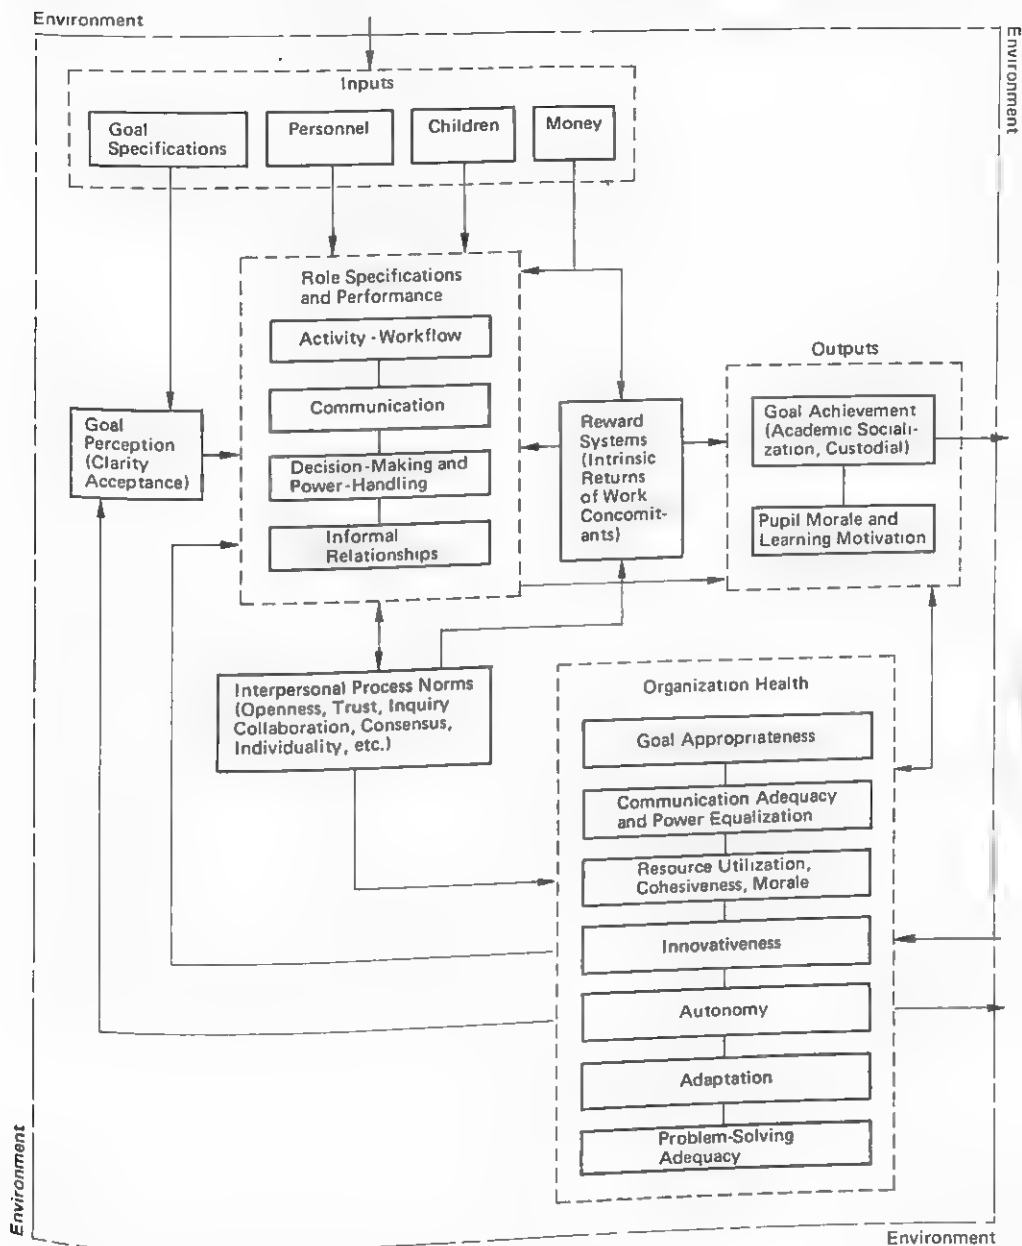 Environment
Environment
Inputs
Goal
Specifications
Personnel
Children
Money
Role Specifications
and Performance
Activity - Workflow
Communication
Decision-Making and
Power-Handling
Informal
Relationships
Goal
Perception
(Clarity
Acceptance)
Reward
Systems
(Intrinsic
Returns
of Work
Concomit-
ants)
Outputs
Goal Achievement
(Academic Sociali-
zation, Custodial)
Pupil Morale and
Learning Motivation
Interpersonal Process Norms
(Openness, Trust, Inquiry
Collaboration, Consensus,
Individuality, etc.)
Organization Health
Goal Appropriateness
Communication Adequacy
and Power Equalization
Resource Utilization,
Cohesiveness, Morale
Innovativeness
Autonomy
Adaptation
Problem-Solving
Adequacy
Environment
Environment